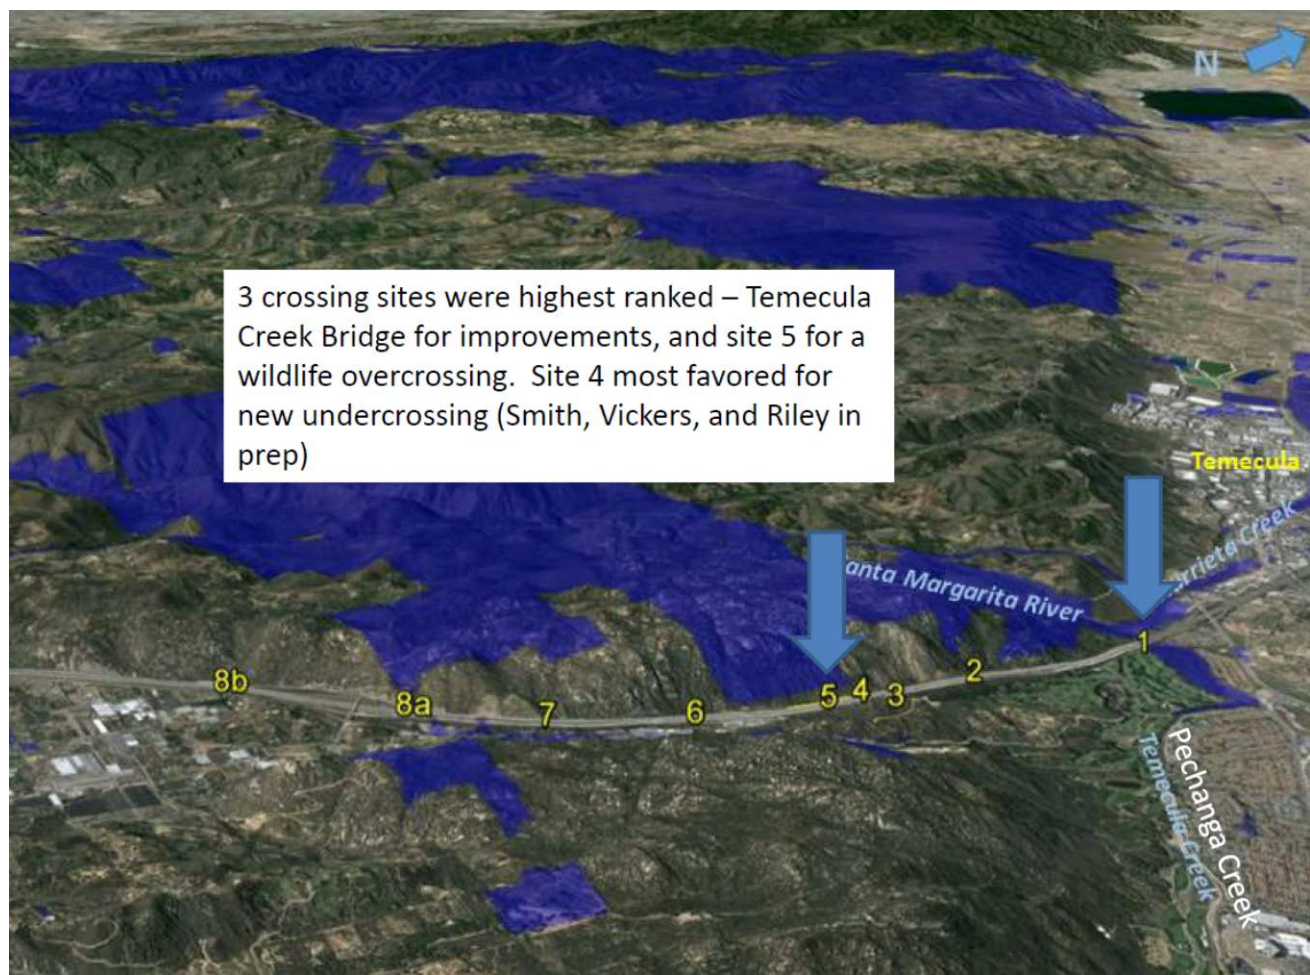 N
3 crossing sites were highest ranked – Temecula
Creek Bridge for improvements, and site 5 for a
wildlife overcrossing.  Site 4 most favored for
new undercrossing (Smith, Vickers, and Riley in
prep)
Temecula
rrieta Creek
anta Margarita River
1
2
3
4
5
6
7
8a
8b
Pechanga Creek
Temecula Creek